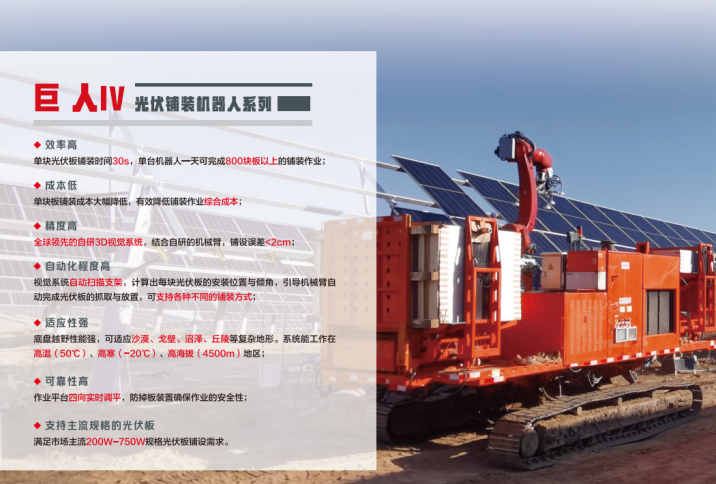 巨人IV 光伏铺装机器人系列
效率高
单块光伏板铺装时间30s，单台机器人一天可完成800块板以上的铺装作业；
成本低
单块板铺装成本大幅降低，有效降低铺装作业综合成本；
精度高
全球领先的自研3D视觉系统，结合自研的机械臂，铺设误差<2cm；
自动化程度高
视觉系统自动扫描支架，计算出每块光伏板的安装位置与倾角，引导机械臂自
动完成光伏板的抓取与放置，可支持各种不同的铺装方式；
适应性强
底盘越野性能强，可适应沙漠、戈壁、沼泽、丘陵等复杂地形。系统能工作在
高温（50℃）、高寒（-20℃）、高海拔（4500m）地区；
可靠性高
作业平台四向实时调平，防掉板装置确保作业的安全性；
支持主流规格的光伏板
满足市场主流200W-750W规格光伏板铺设需求。